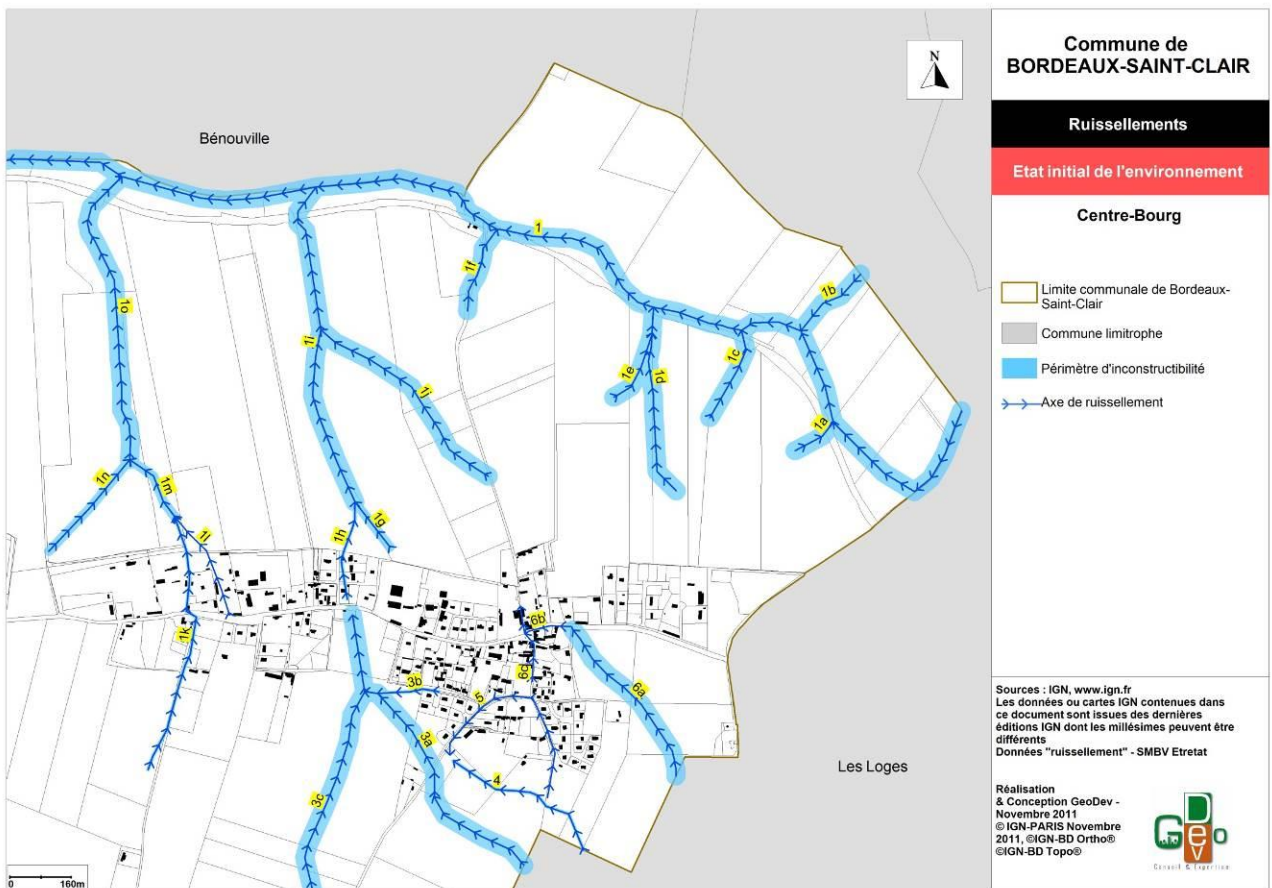 Bénouville
N
1
1b
1f
1c
1e
1d
1o
1i
1j
1a
1n
1m
1l
1h
1g
1k
6b
3b
5
6a
3a
4
3c
Les Loges
0 160m
Commune de
BORDEAUX-SAINT-CLAIR
Ruissellements
Etat initial de l'environnement
Centre-Bourg
Limite communale de Bordeaux-
Saint-Clair
Commune limitrophe
Périmètre d'inconstructibilité
Axe de ruissellement
Sources : IGN, www.ign.fr
Les données ou cartes IGN contenues dans
ce document sont issues des dernières
éditions IGN dont les millésimes peuvent être
différents
Données "ruissellement" - SMBV Etretat
Réalisation
& Conception GeoDev -
Novembre 2011
© IGN-PARIS Novembre
2011, ©IGN-BD Ortho®
©IGN-BD Topo®
GeoDev
Conseil & Expertise